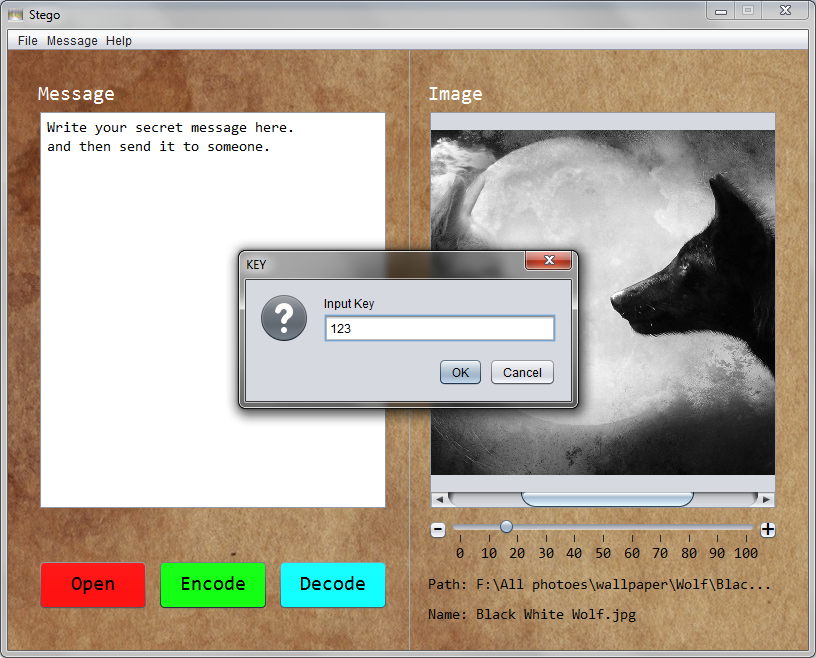 Stego
File Message Help
Message
Write your secret message here.
and then send it to someone.
Image
KEY
Input Key
123
OK Cancel
0 10 20 30 40 50 60 70 80 90 100
Open Encode Decode
Path: F:\All photoes\wallpaper\Wolf\Blac...
Name: Black White Wolf.jpg